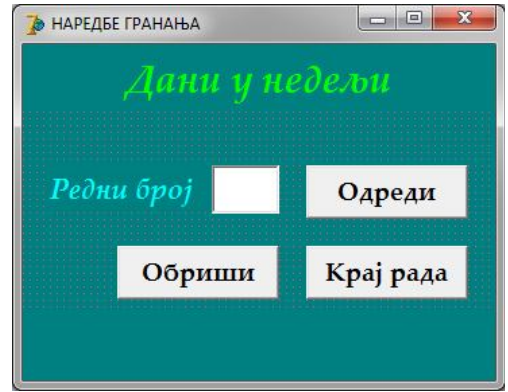 НАРЕДБЕ ГРАНАЊА
Дани у недељи
Редни број
Одреди
Обриши
Крај рада